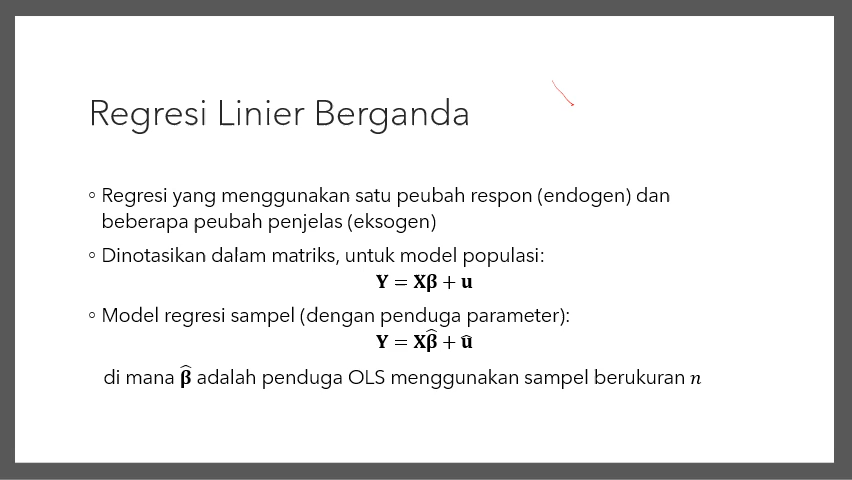 Regresi Linier Berganda
◦ Regresi yang menggunakan satu peubah respon (endogen) dan
beberapa peubah penjelas (eksogen)
◦ Dinotasikan dalam matriks, untuk model populasi:
𝐘 = 𝐗𝛃 + 𝐮
◦ Model regresi sampel (dengan penduga parameter):
𝐘 = 𝐗𝛃̂ + 𝐮̂
di mana 𝛃̂ adalah penduga OLS menggunakan sampel berukuran 𝑛